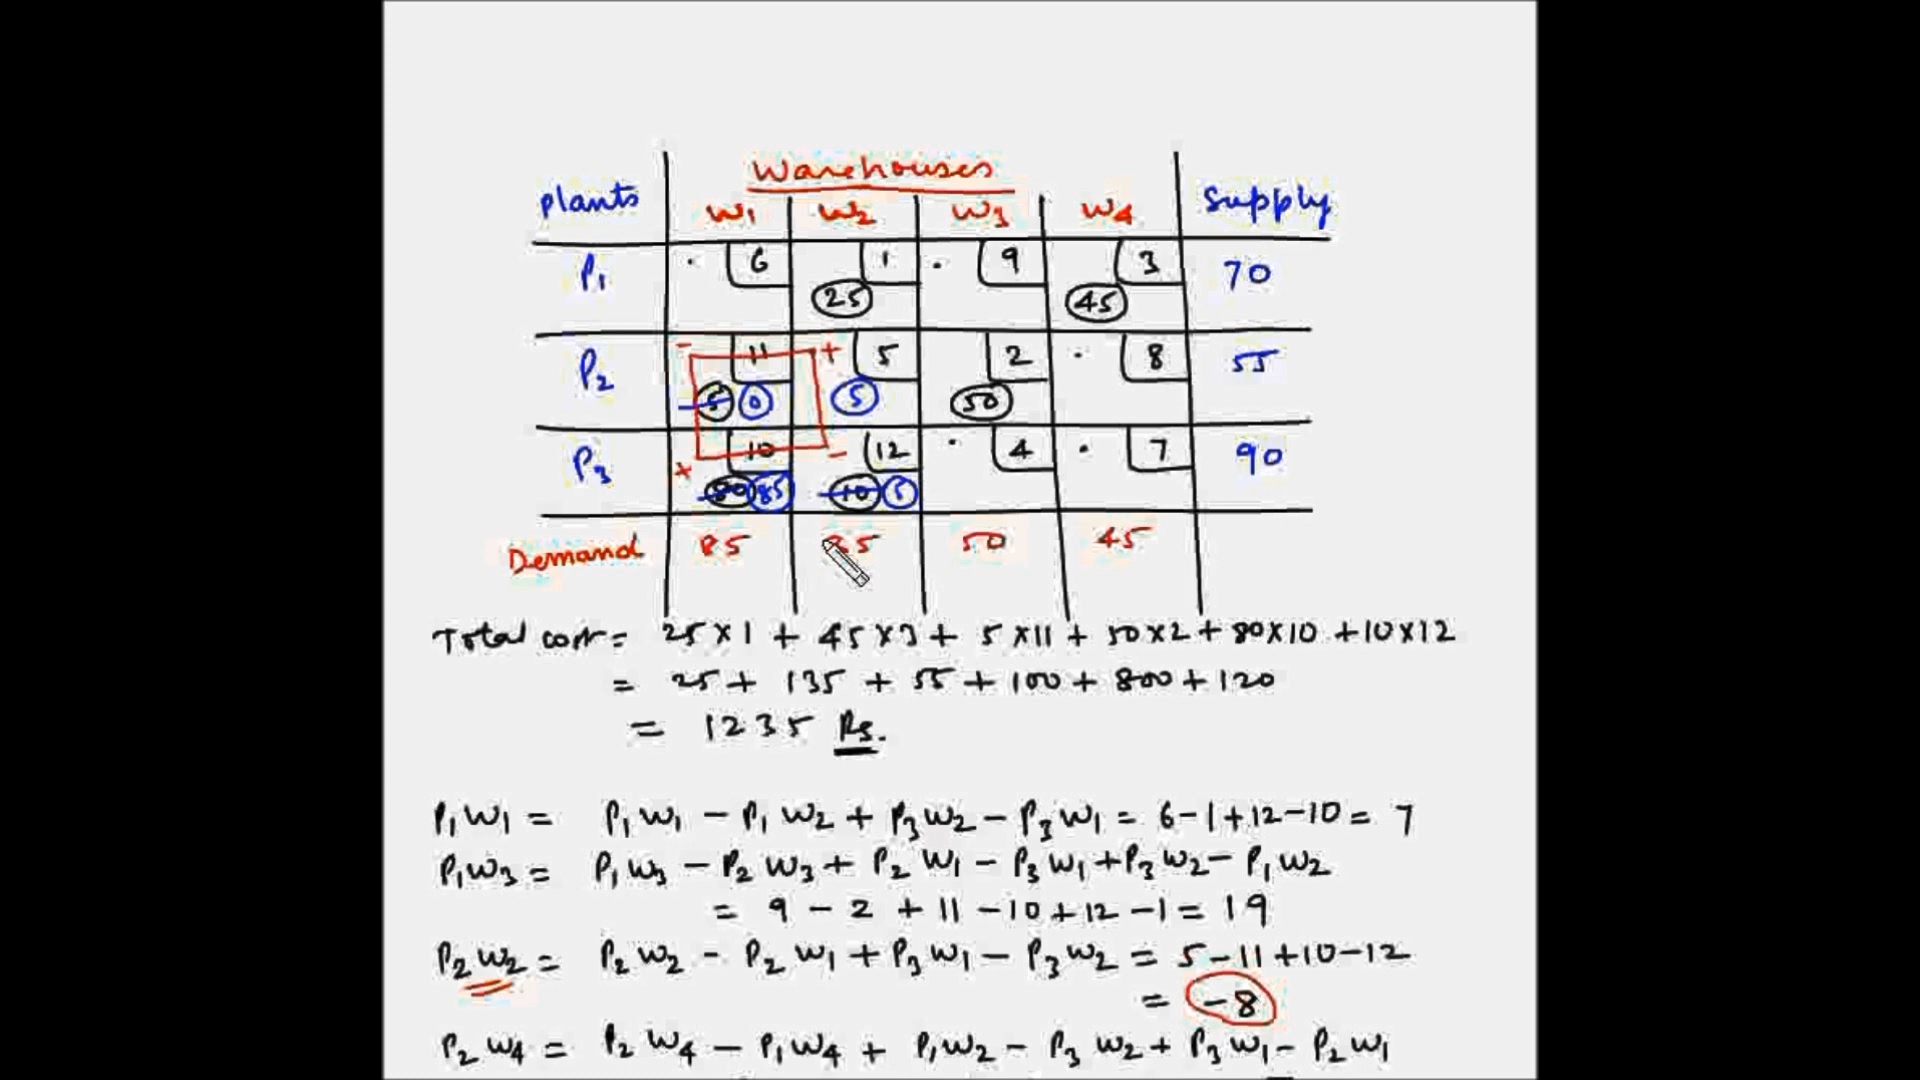 Warehouses
Plants W1 W2 W3 W4 Supply
P1 6 1 9 3 70
25 45
P2 - 11 + 5 2 8 55
5 0 5 50
P3 + 10 - 12 4 7 90
80 85 10 5
Demand 85 35 50 45
Total cost = 25×1 + 45×3 + 5×11 + 50×2 + 80×10 + 10×12
= 25 + 135 + 55 + 100 + 800 + 120
= 1235 Rs.
P1W1 = P1W1 - P1W2 + P3W2 - P3W1 = 6-1+12-10 = 7
P1W3 = P1W3 - P2W3 + P2W1 - P3W1 + P3W2 - P1W2
= 9 - 2 + 11 - 10 + 12 - 1 = 19
P2W2 = P2W2 - P2W1 + P3W1 - P3W2 = 5-11+10-12
= -8
P2W4 = P2W4 - P1W4 + P1W2 - P3W2 + P3W1 - P2W1